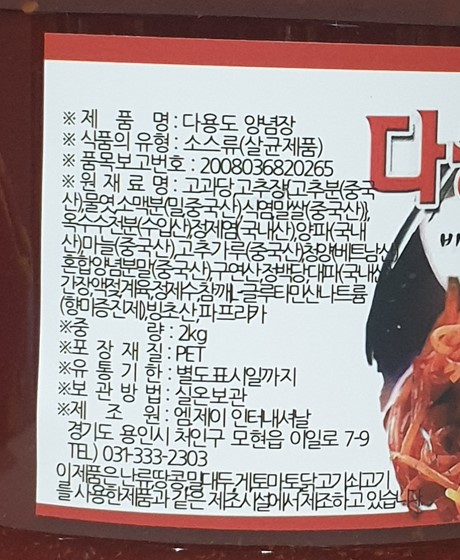 ※제 품 명:다용도 양념장
※식품의 유형:소스류(살균제품)
※품목보고번호:2008036820265
※원 재 료 명:고과당,고추장{고추분(중국
산),물엿,소맥분(밀,중국산),식염,밀쌀(중국산)},
옥수수전분(수입산),정제염(국내산),양파(국내
산),마늘(중국산),고추가루(중국산),청양(베트남산)
혼합양념분말(중국산),구연산,정백당,대파(국내산)
간장,액젓,계육,정제수,참깨,L-글루타민산나트륨
(향미증진제),빙초산,파프리카
※중 량:2kg
※포 장 재 질:PET
※유 통 기 한:별도 표시일까지
※보 관 방 법:실온보관
※제 조 원:엠제이 인터내셔날
경기도 용인시 처인구 모현읍 이일로 7-9
TEL) 031-333-2303
이제품은 난류,땅콩,밀,대두,게,토마토,닭고기,쇠고기
를 사용한제품과 같은 제조시설에서 제조하고 있습니다
다